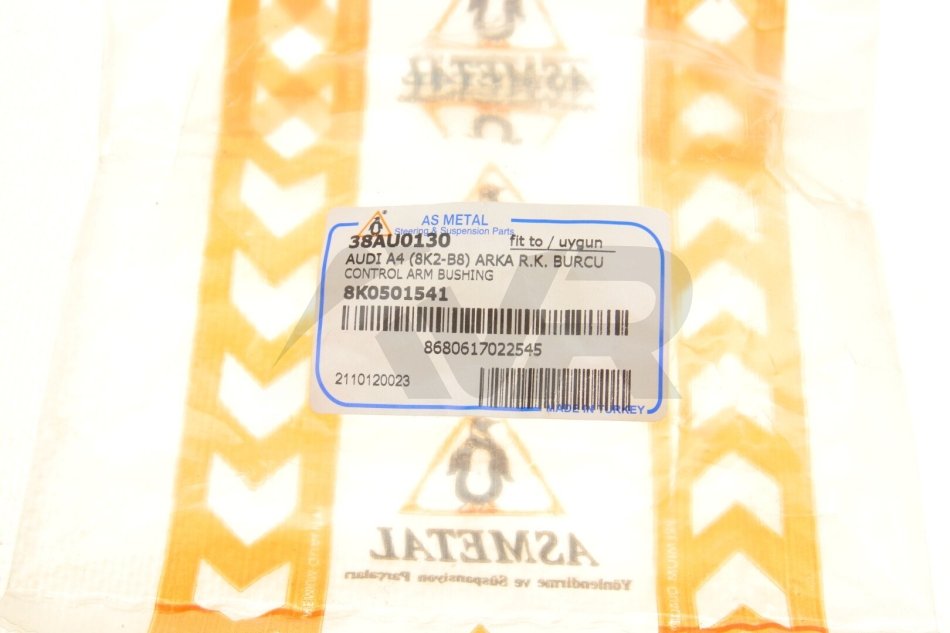 ASMETAL
AS METAL
Steering & Suspension Parts
38AU0130 fit to / uygun
AUDI A4 (8K2-B8) ARKA R.K. BURCU
CONTROL ARM BUSHING
8K0501541
AVR
8680617022545
2110120023
MADE IN TURKEY
ASMETAL
Yönlendirme ve Süspansiyon Parçaları